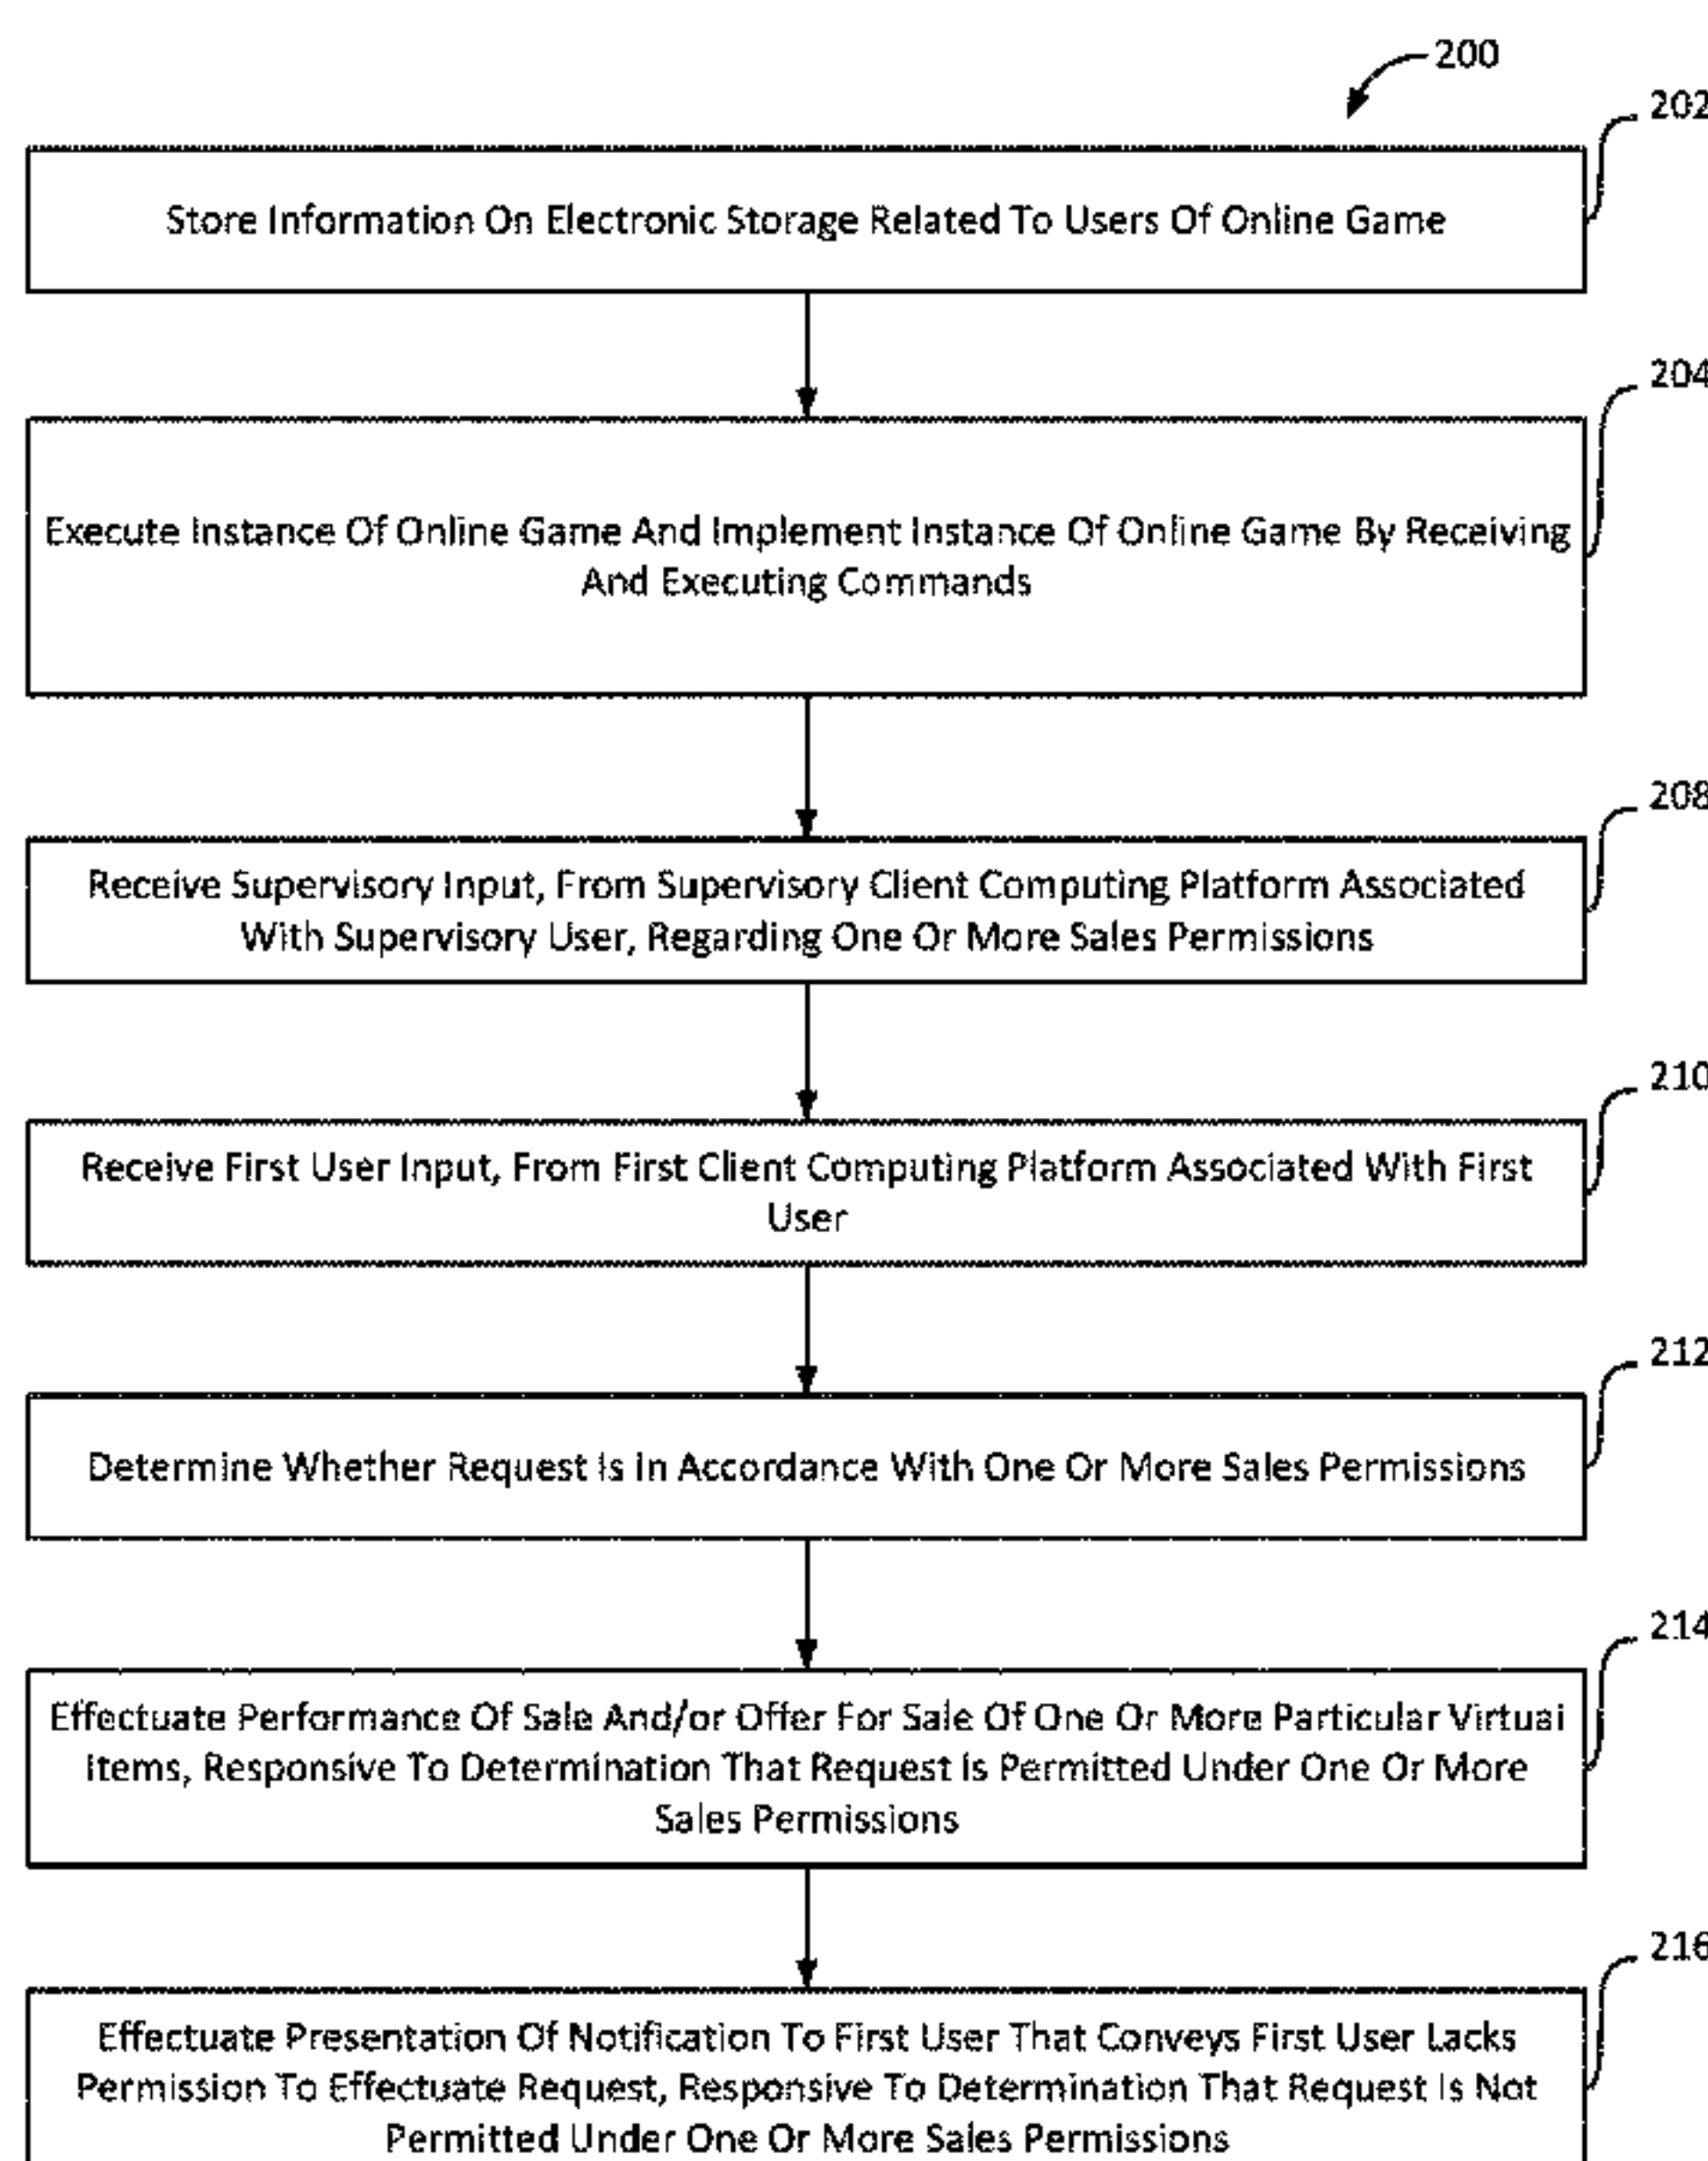 200
202
Store Information On Electronic Storage Related To Users Of Online Game
204
Execute Instance Of Online Game And Implement Instance Of Online Game By Receiving
And Executing Commands
208
Receive Supervisory Input, From Supervisory Client Computing Platform Associated
With Supervisory User, Regarding One Or More Sales Permissions
210
Receive First User Input, From First Client Computing Platform Associated With First
User
212
Determine Whether Request Is In Accordance With One Or More Sales Permissions
214
Effectuate Performance Of Sale And/or Offer For Sale Of One Or More Particular Virtual
Items, Responsive To Determination That Request Is Permitted Under One Or More
Sales Permissions
216
Effectuate Presentation Of Notification To First User That Conveys First User Lacks
Permission To Effectuate Request, Responsive To Determination That Request Is Not
Permitted Under One Or More Sales Permissions